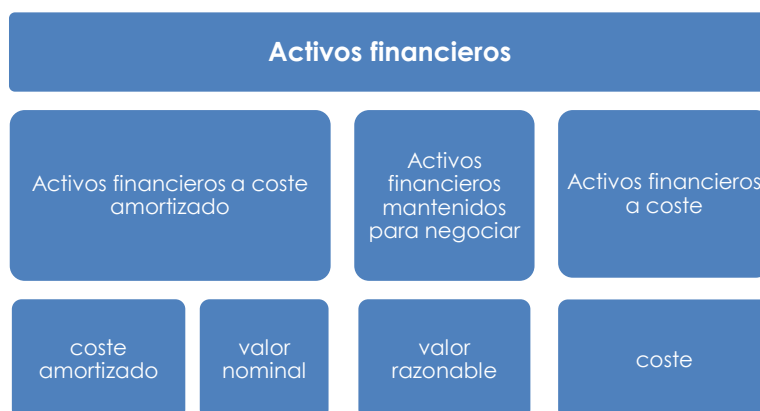 Activos financieros
Activos financieros a coste
amortizado
Activos
financieros
mantenidos
para negociar
Activos financieros
a coste
coste
amortizado
valor
nominal
valor
razonable
coste